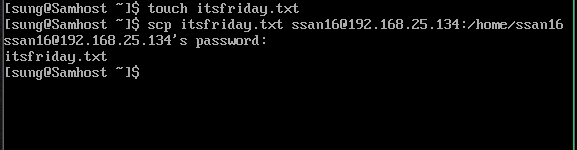 [sung@Samhost ~]$ touch itsfriday.txt
[sung@Samhost ~]$ scp itsfriday.txt ssan16@192.168.25.134:/home/ssan16
ssan16@192.168.25.134's password:
itsfriday.txt
[sung@Samhost ~]$